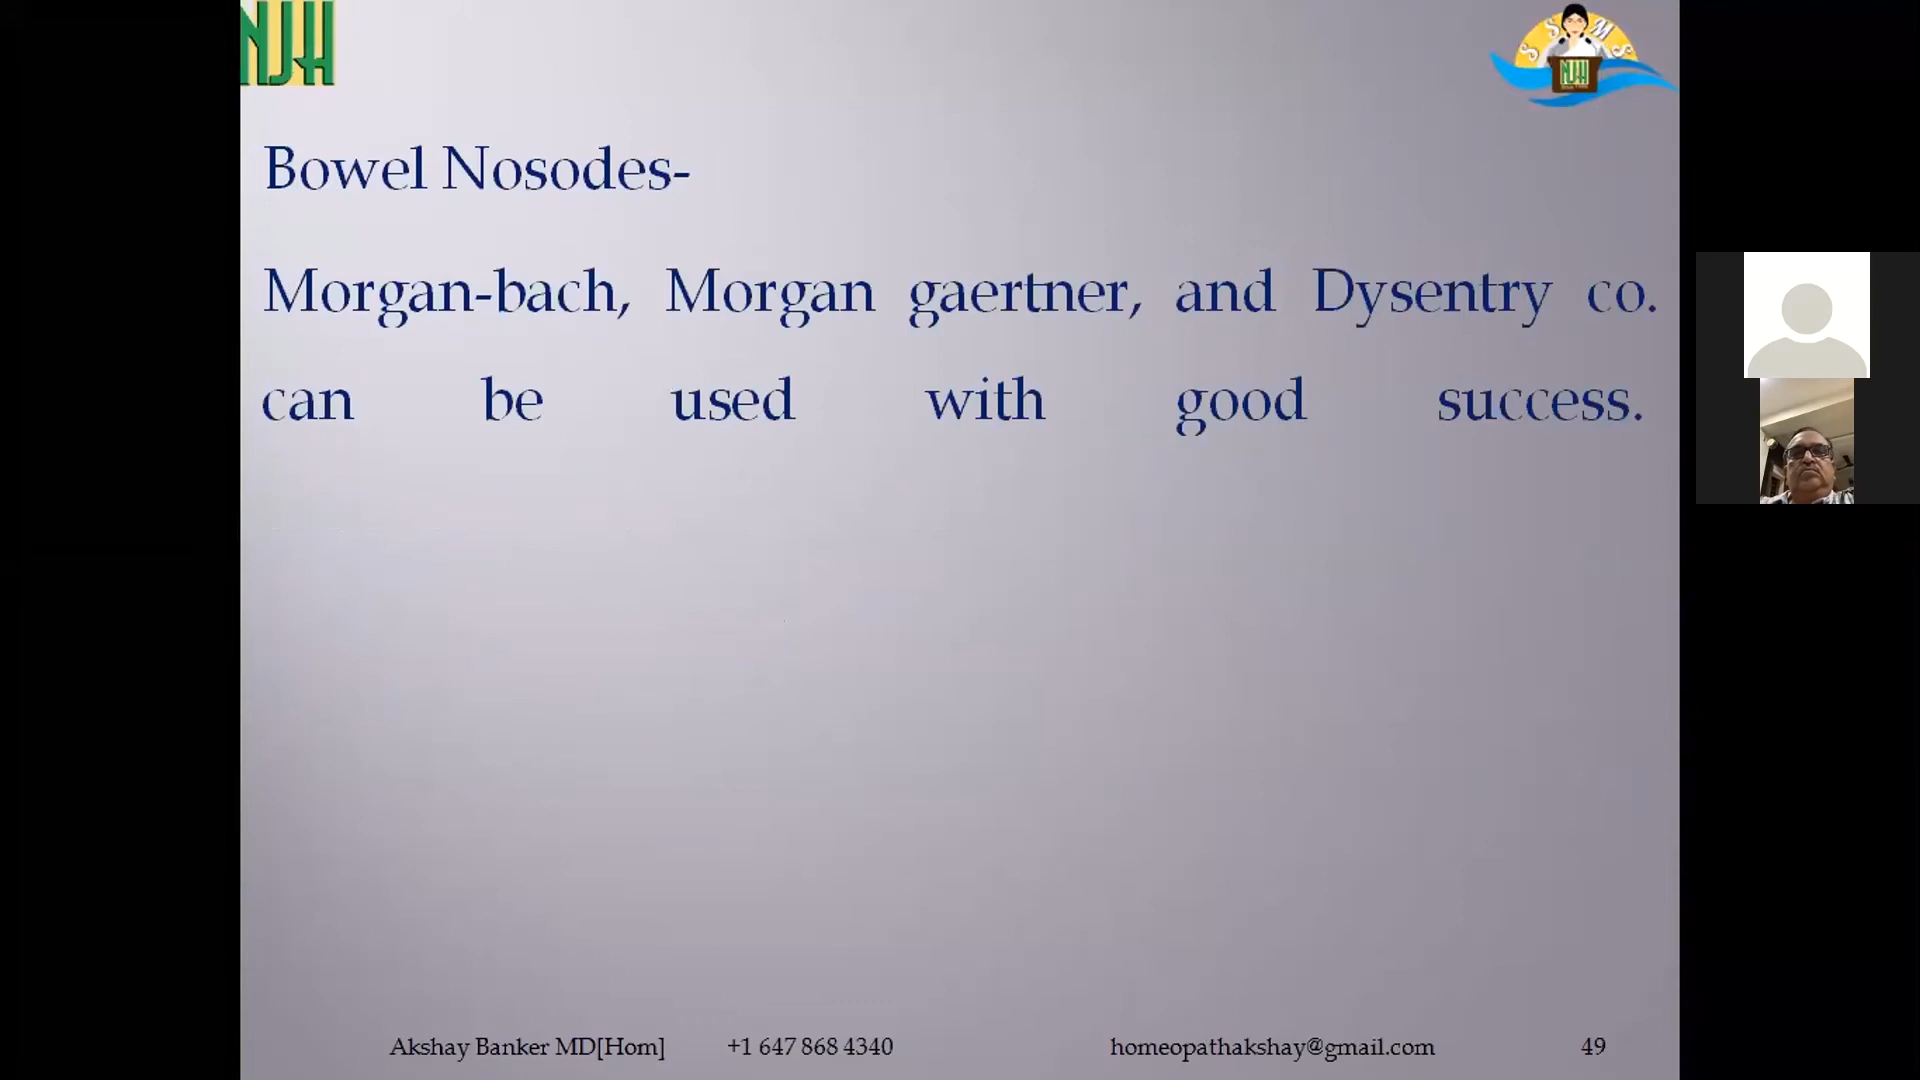 NJH
S S M S
NJH
Bowel Nosodes-
Morgan-bach, Morgan gaertner, and Dysentry co.
can be used with good success.
Akshay Banker MD[Hom] +1 647 868 4340 homeopathakshay@gmail.com 49